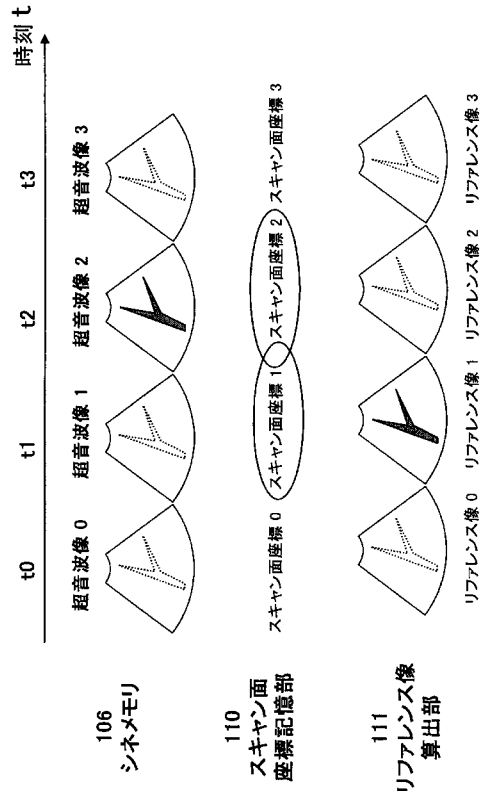 時刻 t
t0 t1 t2 t3
超音波像 0 超音波像 1 超音波像 2 超音波像 3
106
シネメモリ
スキャン面座標 0 スキャン面座標 1 スキャン面座標 2 スキャン面座標 3
110
スキャン面
座標記憶部
111
リファレンス像
算出部
リファレンス像 0 リファレンス像 1 リファレンス像 2 リファレンス像 3